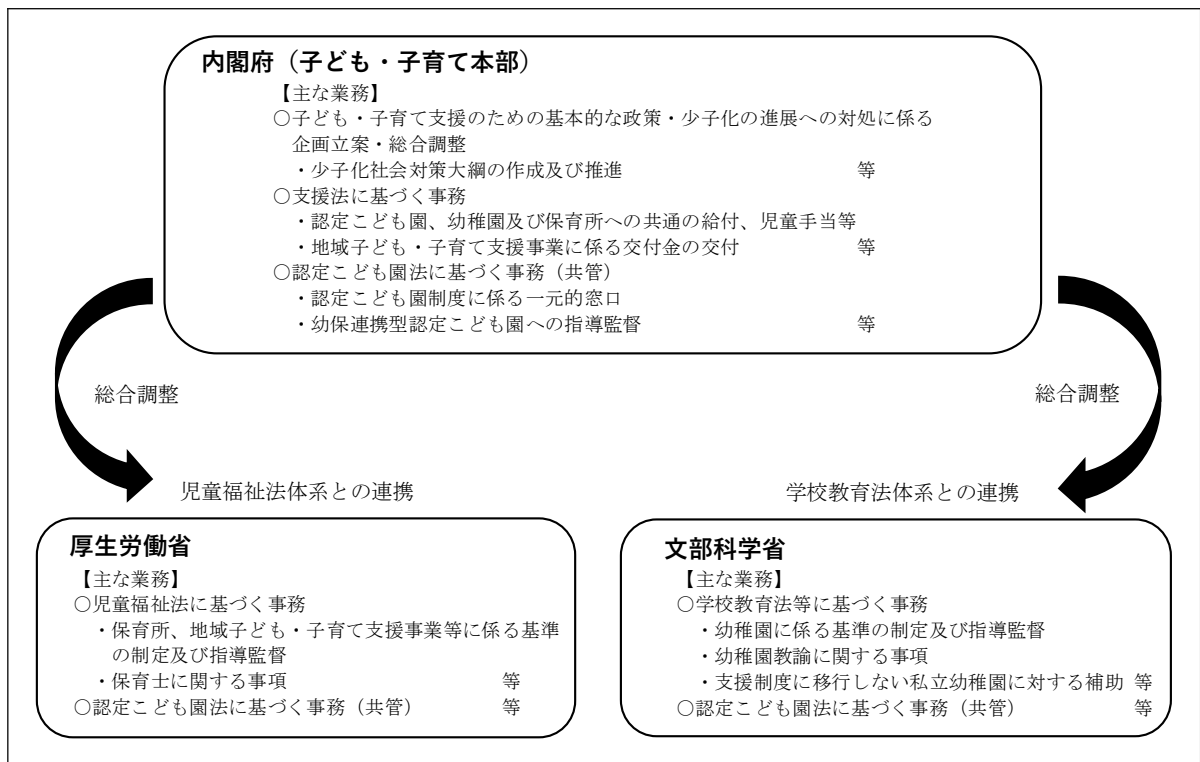 内閣府（子ども・子育て本部）
【主な業務】
○子ども・子育て支援のための基本的な政策・少子化の進展への対処に係る
企画立案・総合調整
・少子化社会対策大綱の作成及び推進 等
○支援法に基づく事務
・認定こども園、幼稚園及び保育所への共通の給付、児童手当等
・地域子ども・子育て支援事業に係る交付金の交付 等
○認定こども園法に基づく事務（共管）
・認定こども園制度に係る一元的窓口
・幼保連携型認定こども園への指導監督 等
総合調整
総合調整
児童福祉法体系との連携
学校教育法体系との連携
厚生労働省
【主な業務】
○児童福祉法に基づく事務
・保育所、地域子ども・子育て支援事業等に係る基準
の制定及び指導監督
・保育士に関する事項 等
○認定こども園法に基づく事務（共管） 等
文部科学省
【主な業務】
○学校教育法等に基づく事務
・幼稚園に係る基準の制定及び指導監督
・幼稚園教諭に関する事項
・支援制度に移行しない私立幼稚園に対する補助 等
○認定こども園法に基づく事務（共管） 等